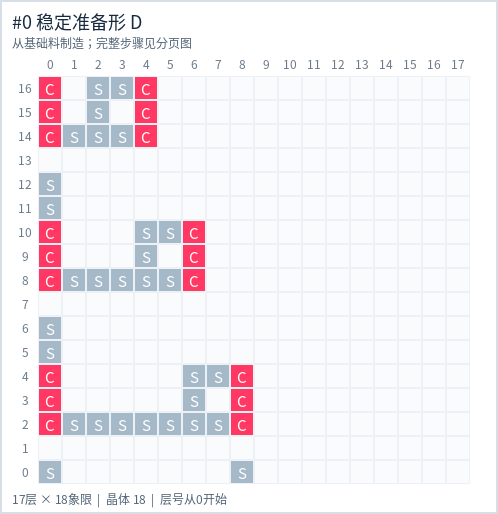 #0 稳定准备形 D
从基础料制造；完整步骤见分页图
0 1 2 3 4 5 6 7 8 9 10 11 12 13 14 15 16 17
16 C S S C
15 C S C
14 C S S S C
13
12 S
11 S
10 C S S C
9 C S C
8 C S S S S S C
7
6 S
5 S
4 C S S C
3 C S C
2 C S S S S S S S C
1
0 S S
17层 × 18象限 | 晶体 18 | 层号从0开始